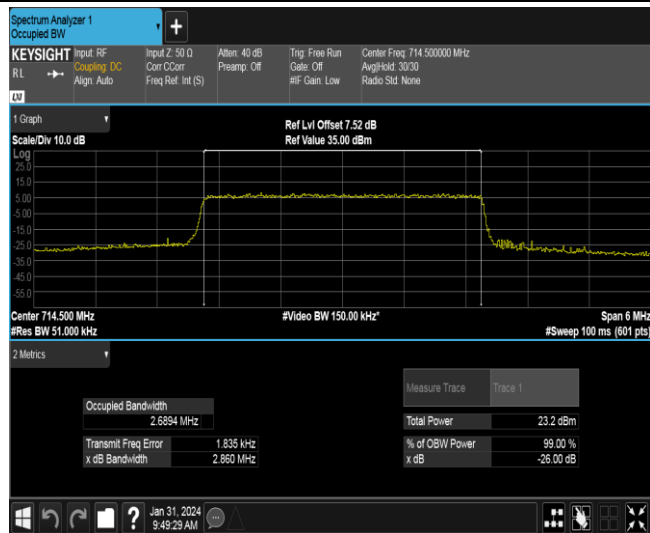 Spectrum Analyzer 1
Occupied BW
+
KEYSIGHT
RL
Input: RF
Coupling: DC
Align: Auto
Input Z: 50 Ω
Corr CCorr
Freq Ref: Int (S)
Atten: 40 dB
Preamp: Off
Trig: Free Run
Gate: Off
#IF Gain: Low
Center Freq: 714.500000 MHz
Avg|Hold: 30/30
Radio Std: None
LXI
1 Graph
Scale/Div 10.0 dB
Ref Lvl Offset 7.52 dB
Ref Value 35.00 dBm
Log
25.0
15.0
5.00
-5.00
-15.0
-25.0
-35.0
-45.0
-55.0
Center 714.500 MHz
#Res BW 51.000 kHz
#Video BW 150.00 kHz*
Span 6 MHz
#Sweep 100 ms (601 pts)
2 Metrics
Measure Trace Trace 1
Occupied Bandwidth
2.6894 MHz
Total Power 23.2 dBm
Transmit Freq Error 1.835 kHz
% of OBW Power 99.00 %
x dB Bandwidth 2.860 MHz
x dB -26.00 dB
?
Jan 31, 2024
9:49:29 AM